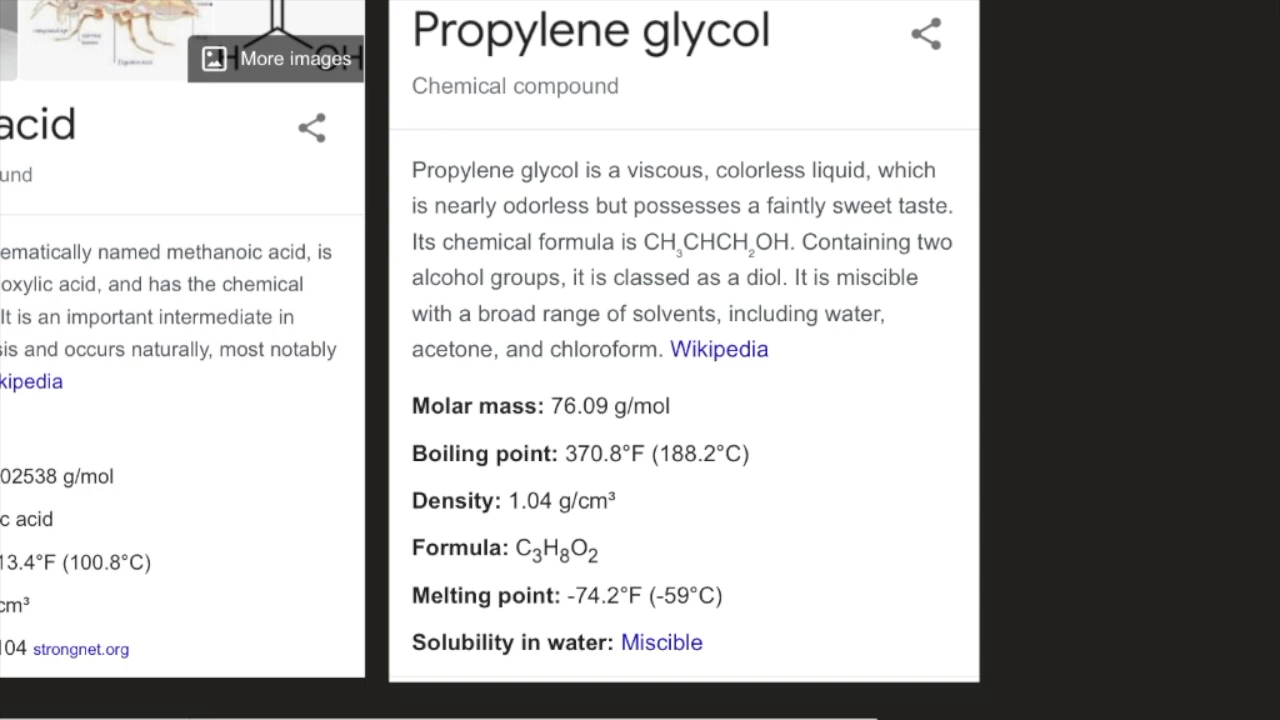 More images
acid
und
ematically named methanoic acid, is
oxylic acid, and has the chemical
It is an important intermediate in
sis and occurs naturally, most notably
kipedia
02538 g/mol
c acid
13.4°F (100.8°C)
cm³
104 strongnet.org
Propylene glycol
Chemical compound
Propylene glycol is a viscous, colorless liquid, which
is nearly odorless but possesses a faintly sweet taste.
Its chemical formula is CH₃CHCH₂OH. Containing two
alcohol groups, it is classed as a diol. It is miscible
with a broad range of solvents, including water,
acetone, and chloroform. Wikipedia
Molar mass: 76.09 g/mol
Boiling point: 370.8°F (188.2°C)
Density: 1.04 g/cm³
Formula: C₃H₈O₂
Melting point: -74.2°F (-59°C)
Solubility in water: Miscible